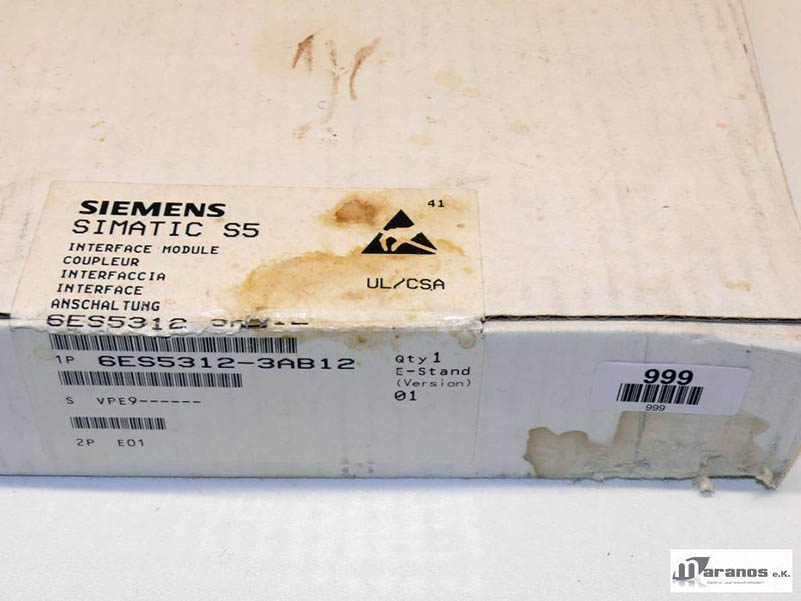 41
SIEMENS
SIMATIC S5
INTERFACE MODULE
COUPLEUR
INTERFACCIA
INTERFACE
ANSCHALTUNG
UL/CSA
6ES5312
1P 6ES5312-3AB12
Qty 1
E-Stand
(Version)
01
S VPE9------
2P E01
999
999
Maranos e.K.